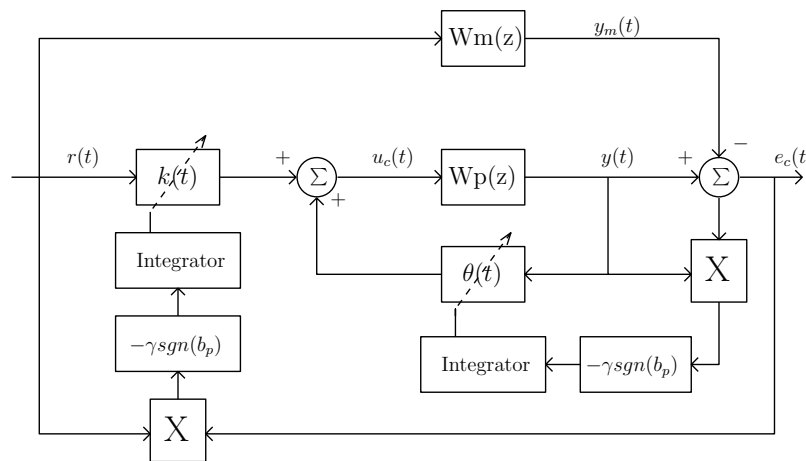 Wm(z)
y_m(t)
−
r(t)
k(t)
+
Σ
+
u_c(t)
Wp(z)
y(t)
+
Σ
e_c(t
Integrator
θ(t)
X
−γsgn(b_p)
Integrator
−γsgn(b_p)
X